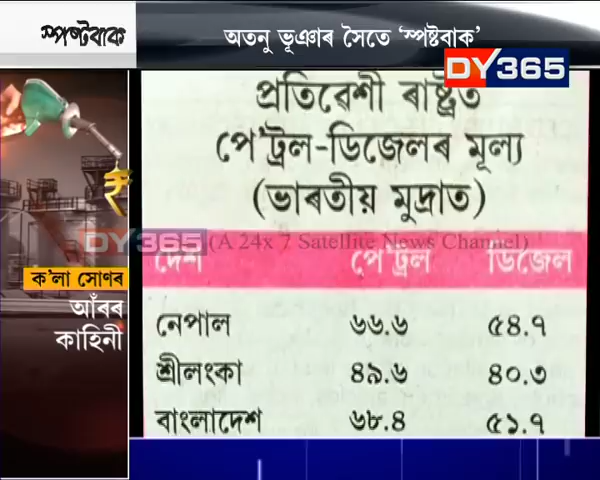 স্পষ্টবাক
অতনু ভূঞাৰ সৈতে ‘স্পষ্টবাক’
DY365
প্ৰতিৱেশী ৰাষ্ট্ৰত
পে'ট্ৰল-ডিজেলৰ মূল্য
(ভাৰতীয় মুদ্ৰাত)
DY365 (A 24x 7 Satellite News Channel)
দেশ পে'ট্ৰল ডিজেল
ক'লা সোণৰ
আঁৰৰ
কাহিনী
নেপাল ৬৬.৬ ৫৪.৭
শ্ৰীলংকা ৪৯.৬ ৪০.৩
বাংলাদেশ ৬৮.৪ ৫১.৭